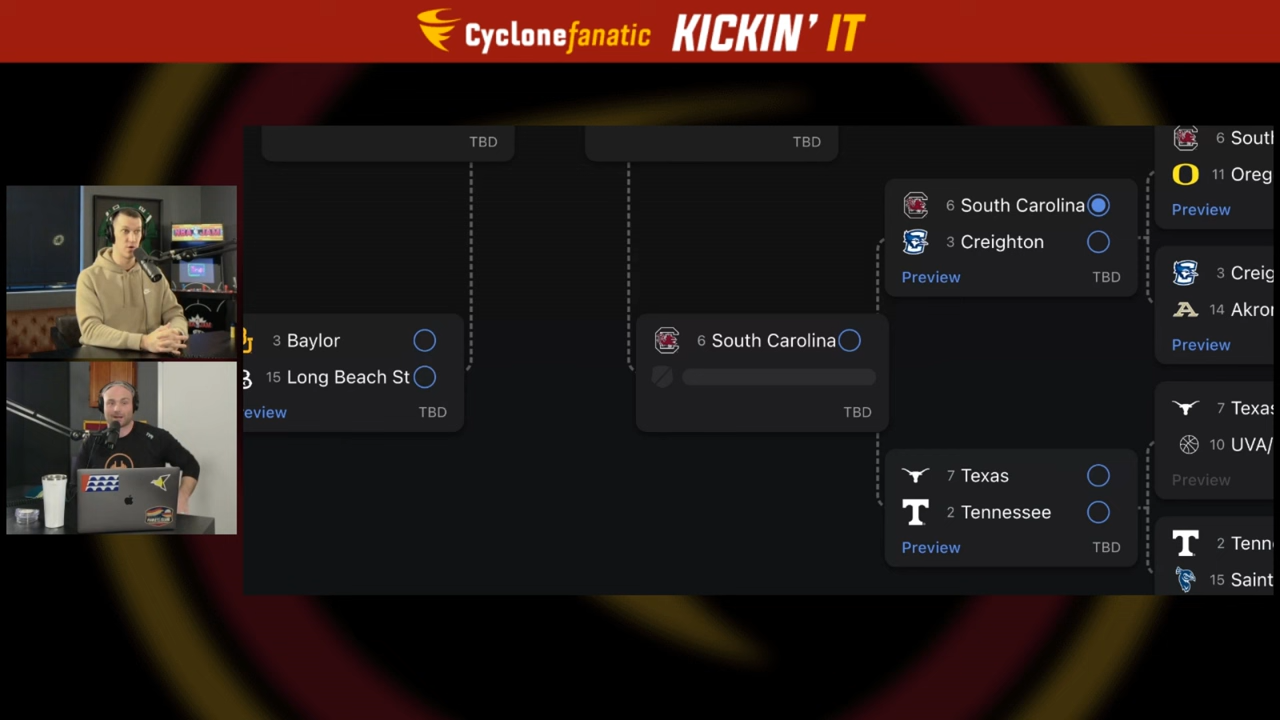 Cyclonefanatic KICKIN' IT
TBD
TBD
6 South Carolina
3 Creighton
Preview TBD
6 South
11 Oreg
Preview
3 Creig
14 Akron
Preview
3 Baylor
15 Long Beach St
review TBD
6 South Carolina
TBD
7 Texas
2 Tennessee
Preview TBD
7 Texas
10 UVA/
Preview
2 Tenn
15 Saint